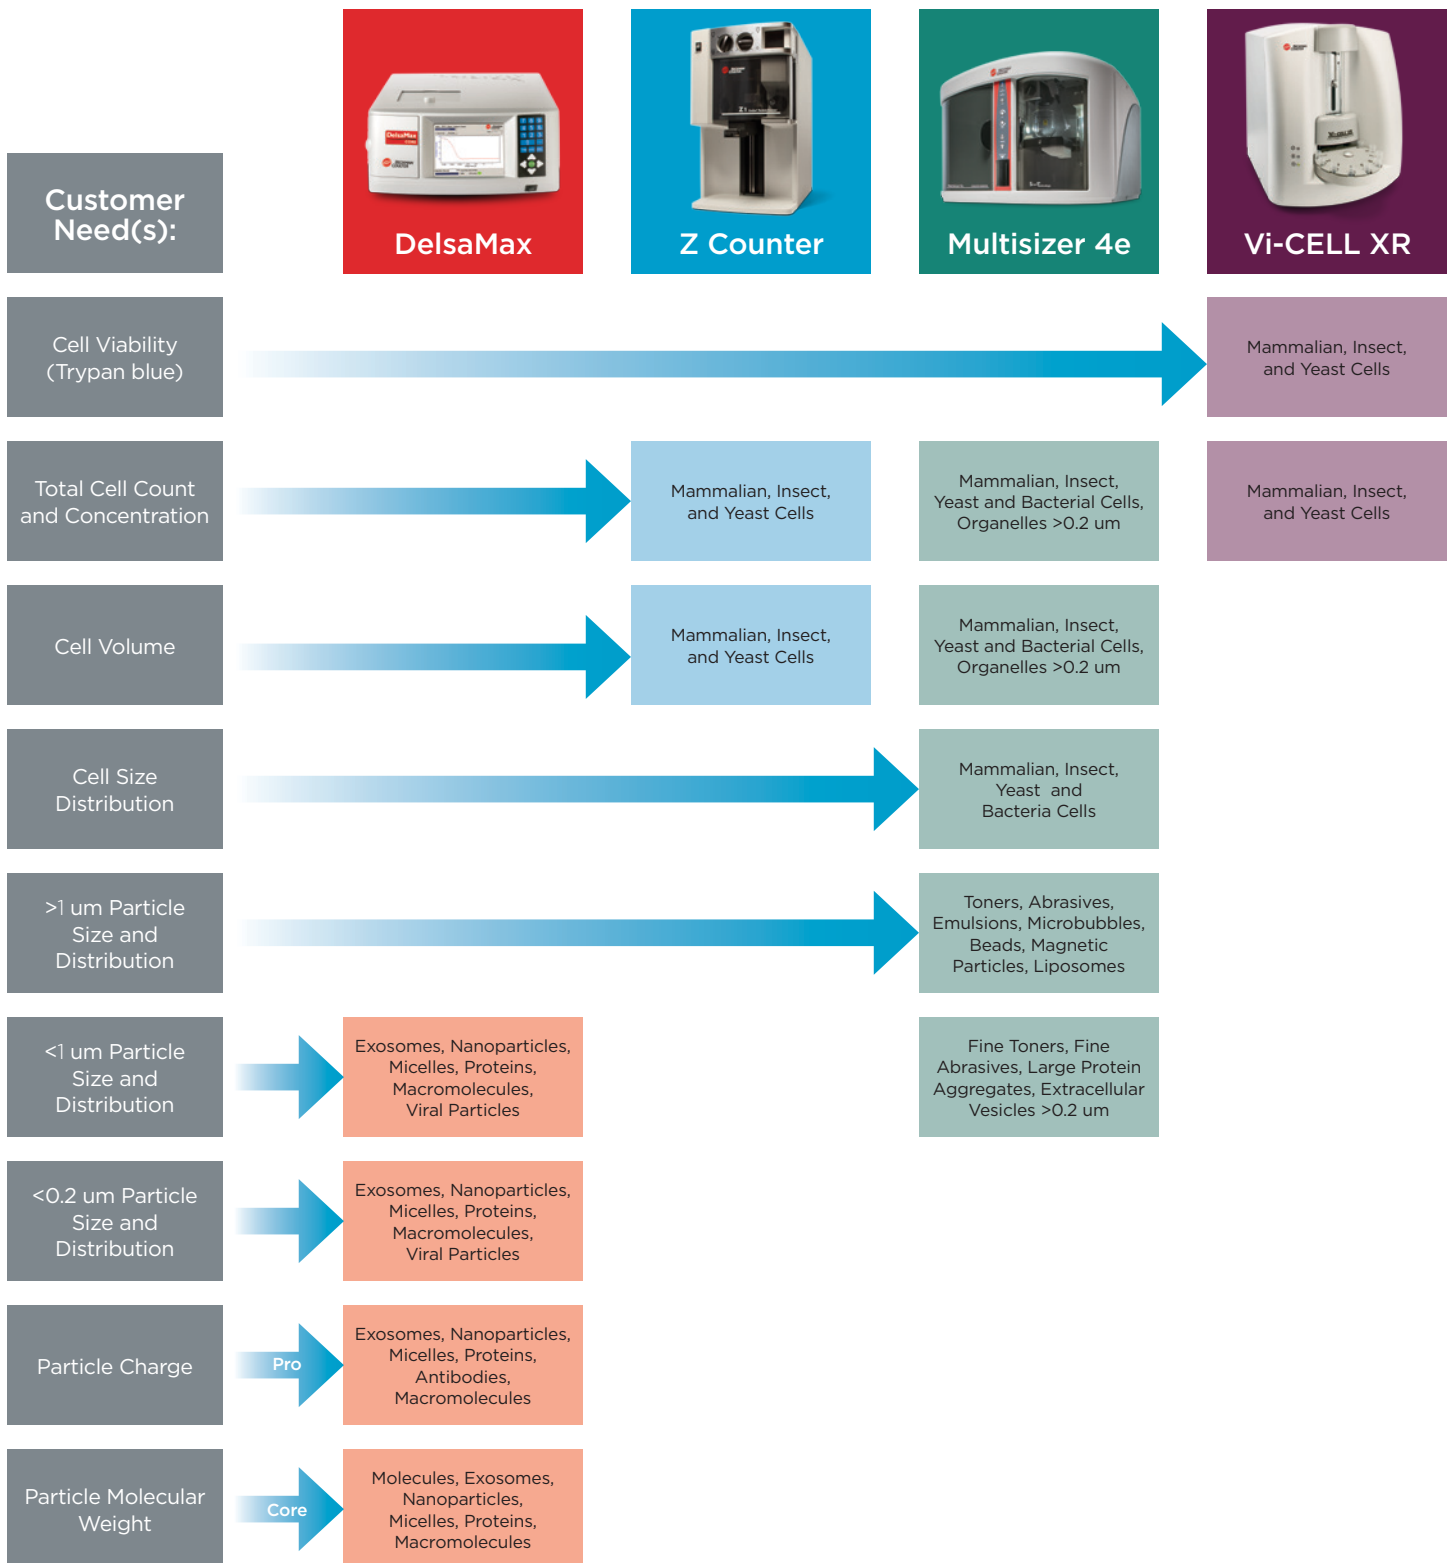 Customer
Need(s):
DelsaMax
Z Counter
Multisizer 4e
Vi-CELL XR
Cell Viability
(Trypan blue)
Mammalian, Insect,
and Yeast Cells
Total Cell Count
and Concentration
Mammalian, Insect,
and Yeast Cells
Mammalian, Insect,
Yeast and Bacterial Cells,
Organelles >0.2 um
Mammalian, Insect,
and Yeast Cells
Cell Volume
Mammalian, Insect,
and Yeast Cells
Mammalian, Insect,
Yeast and Bacterial Cells,
Organelles >0.2 um
Cell Size
Distribution
Mammalian, Insect,
Yeast and
Bacteria Cells
>1 um Particle
Size and
Distribution
Toners, Abrasives,
Emulsions, Microbubbles,
Beads, Magnetic
Particles, Liposomes
<1 um Particle
Size and
Distribution
Exosomes, Nanoparticles,
Micelles, Proteins,
Macromolecules,
Viral Particles
Fine Toners, Fine
Abrasives, Large Protein
Aggregates, Extracellular
Vesicles >0.2 um
<0.2 um Particle
Size and
Distribution
Exosomes, Nanoparticles,
Micelles, Proteins,
Macromolecules,
Viral Particles
Particle Charge
Pro
Exosomes, Nanoparticles,
Micelles, Proteins,
Antibodies,
Macromolecules
Particle Molecular
Weight
Core
Molecules, Exosomes,
Nanoparticles,
Micelles, Proteins,
Macromolecules